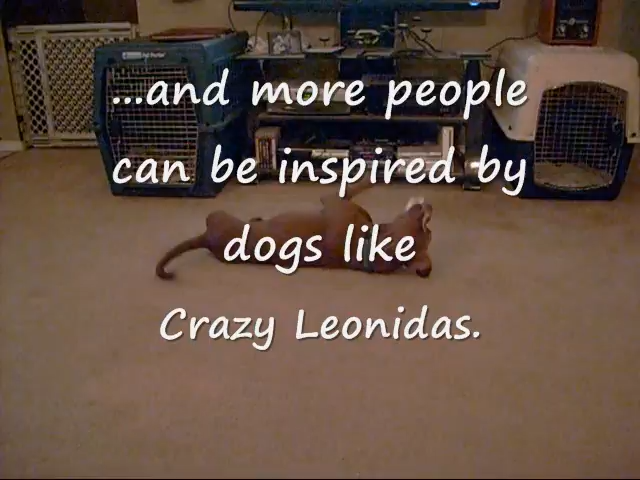 ...and more people
can be inspired by
dogs like
Crazy Leonidas.